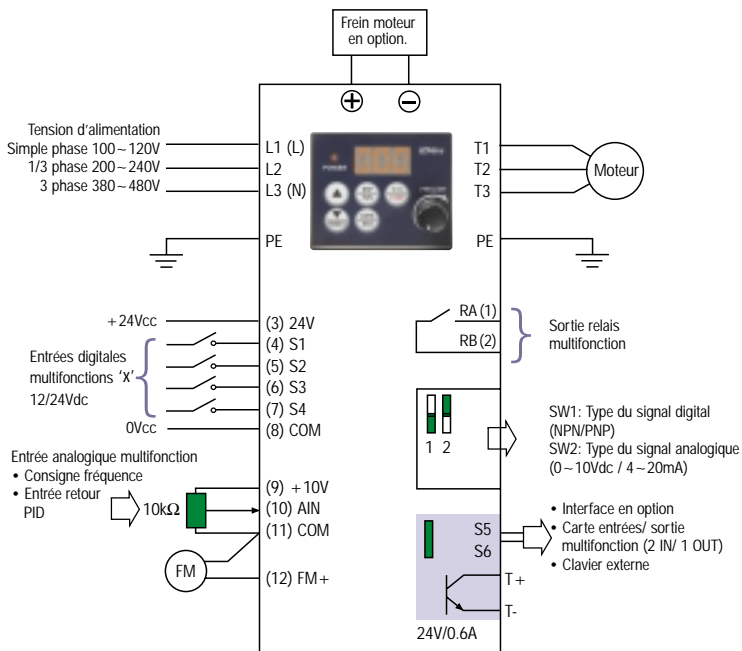 Frein moteur
en option.
+
−
Tension d'alimentation
Simple phase 100~120V
1/3 phase 200~240V
3 phase 380~480V
L1 (L)
L2
L3 (N)
PE
POWER
T1
T2
T3
PE
Moteur
+24Vcc
Entrées digitales
multifonctions 'X'
12/24Vdc
0Vcc
(3) 24V
(4) S1
(5) S2
(6) S3
(7) S4
(8) COM
RA (1)
RB (2)
Sortie relais
multifonction
1 2
SW1: Type du signal digital
(NPN/PNP)
SW2: Type du signal analogique
(0~10Vdc / 4~20mA)
Entrée analogique multifonction
• Consigne fréquence
• Entrée retour
PID
10kΩ
(9) +10V
(10) AIN
(11) COM
FM
(12) FM+
S5
S6
T+
T-
24V/0.6A
• Interface en option
• Carte entrées/ sortie
multifonction (2 IN/ 1 OUT)
• Clavier externe